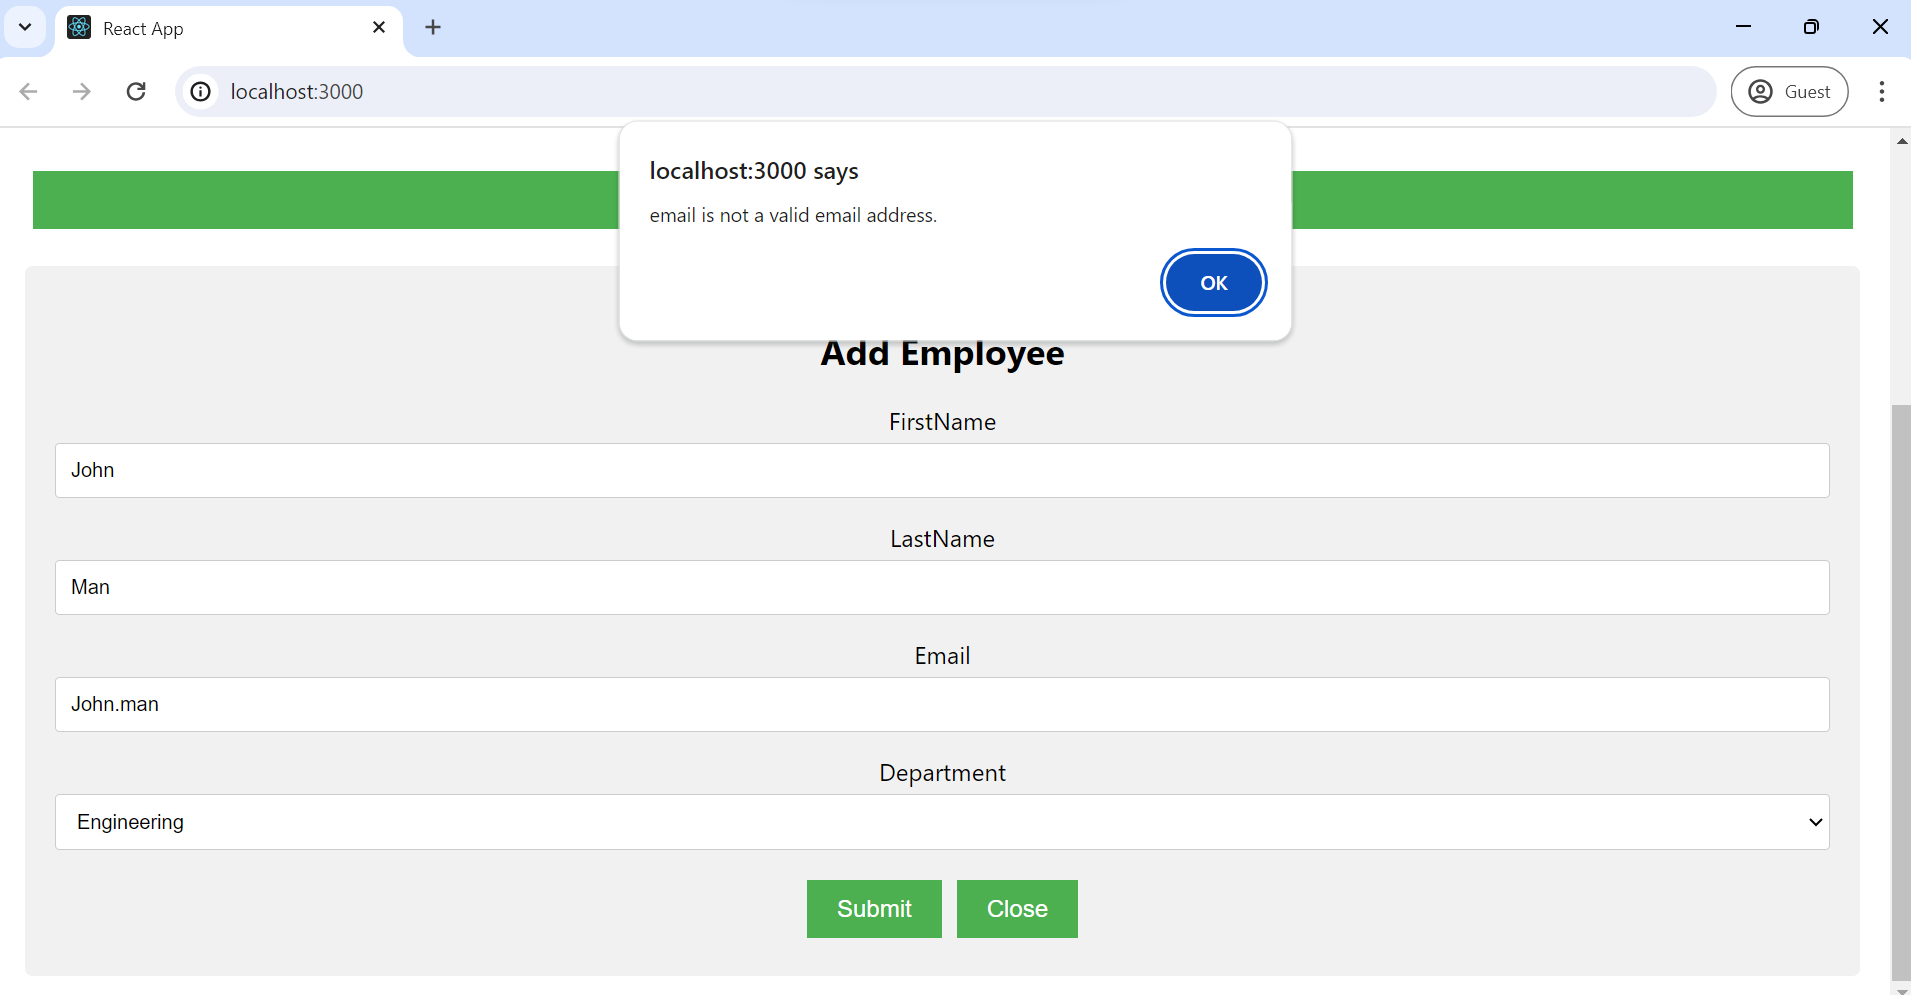 React App
localhost:3000
Guest
localhost:3000 says
email is not a valid email address.
OK
Add Employee
FirstName
John
LastName
Man
Email
John.man
Department
Engineering
Submit Close